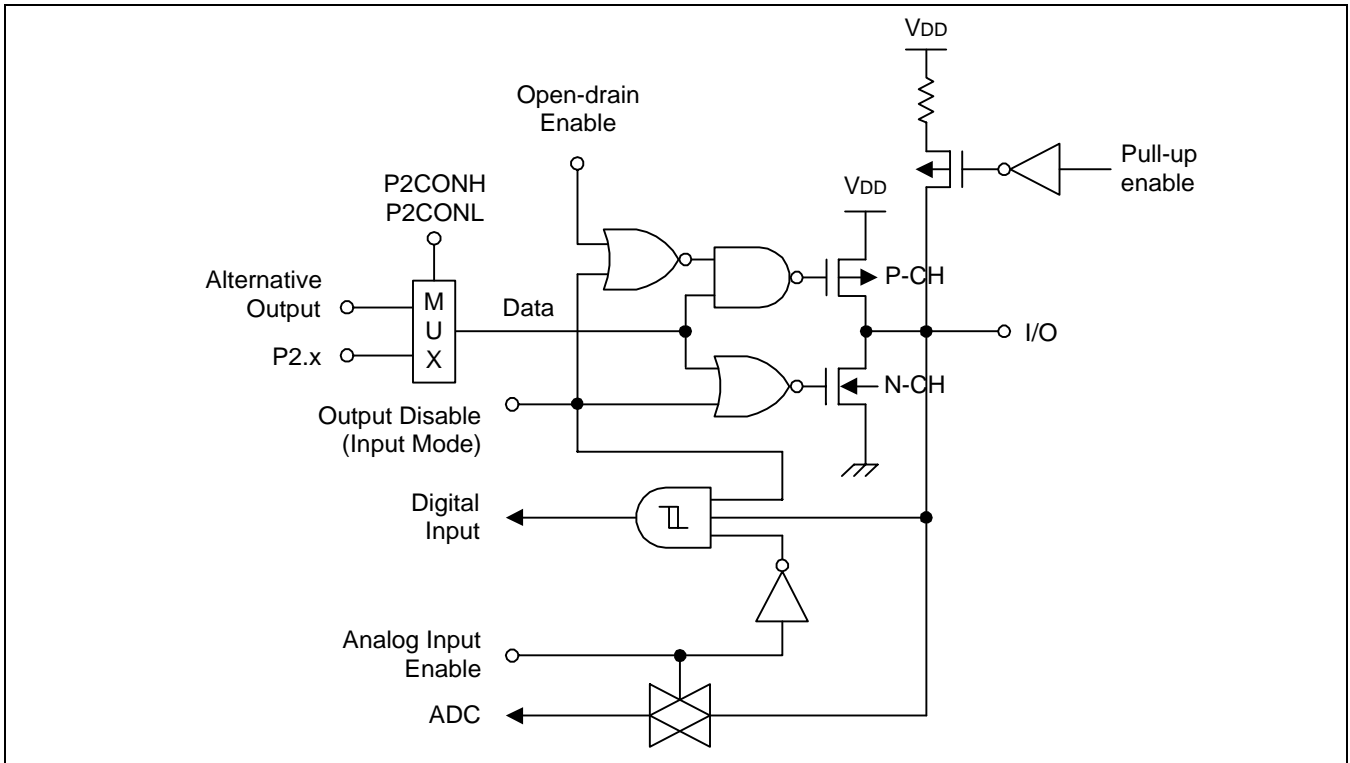 VDD
Open-drain
Enable
Pull-up
enable
P2CONH
P2CONL
VDD
Alternative
Output
M
U
X
Data
P-CH
I/O
P2.x
N-CH
Output Disable
(Input Mode)
Digital
Input
Analog Input
Enable
ADC